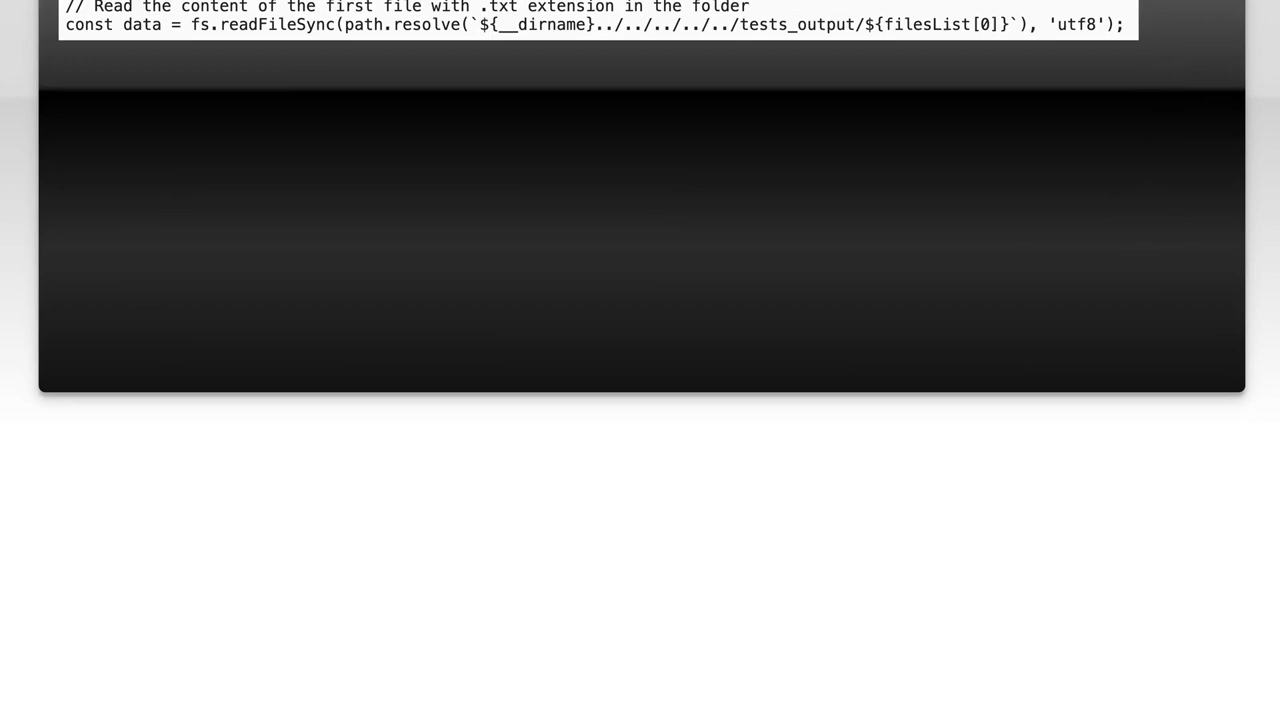 // Read the content of the first file with .txt extension in the folder
const data = fs.readFileSync(path.resolve(`${__dirname}../../../../../tests_output/${filesList[0]}`), 'utf8');